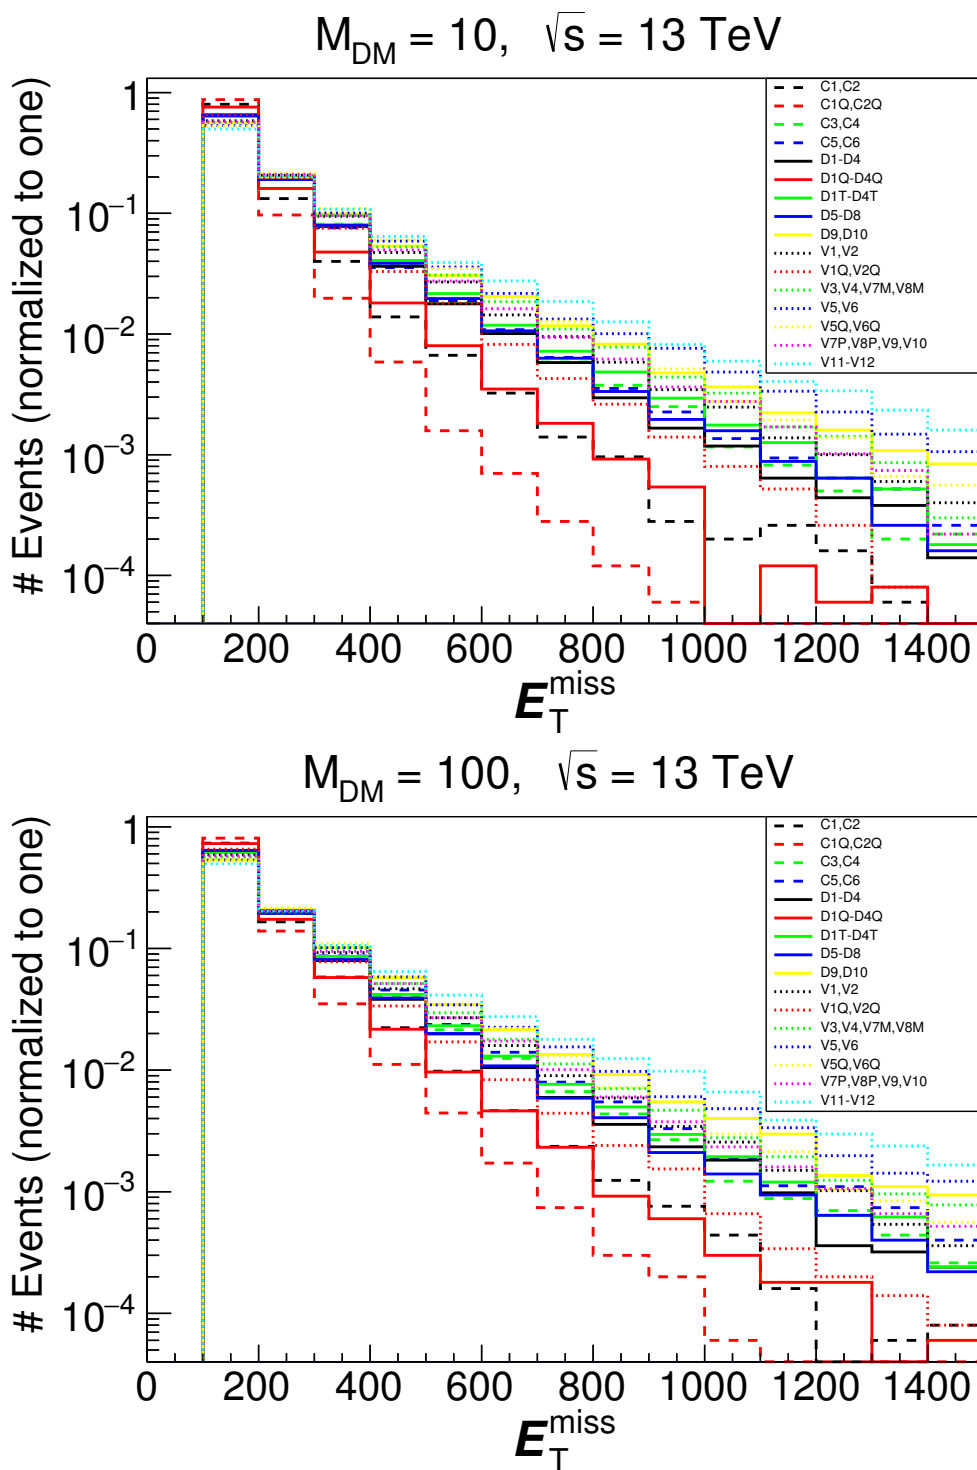 M_DM = 10, √s = 13 TeV
# Events (normalized to one)
1
10^-1
10^-2
10^-3
10^-4
C1,C2
C1Q,C2Q
C3,C4
C5,C6
D1-D4
D1Q-D4Q
D1T-D4T
D5-D8
D9,D10
V1,V2
V1Q,V2Q
V3,V4,V7M,V8M
V5,V6
V5Q,V6Q
V7P,V8P,V9,V10
V11-V12
0 200 400 600 800 1000 1200 1400
E_T^miss
M_DM = 100, √s = 13 TeV
# Events (normalized to one)
1
10^-1
10^-2
10^-3
10^-4
C1,C2
C1Q,C2Q
C3,C4
C5,C6
D1-D4
D1Q-D4Q
D1T-D4T
D5-D8
D9,D10
V1,V2
V1Q,V2Q
V3,V4,V7M,V8M
V5,V6
V5Q,V6Q
V7P,V8P,V9,V10
V11-V12
0 200 400 600 800 1000 1200 1400
E_T^miss